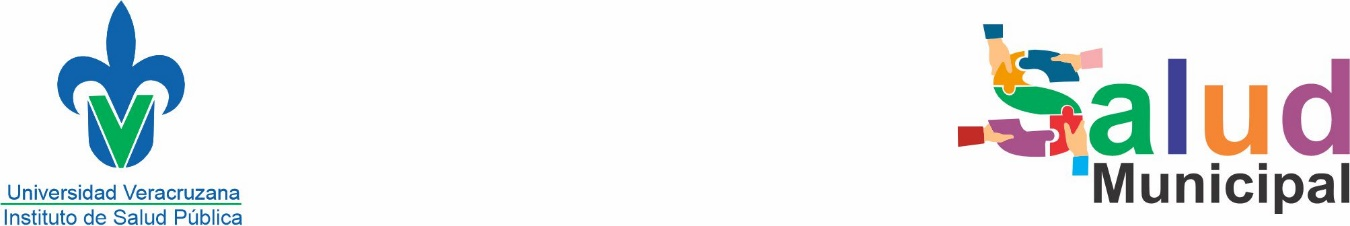 Universidad Veracruzana
Instituto de Salud Pública
Salud
Municipal